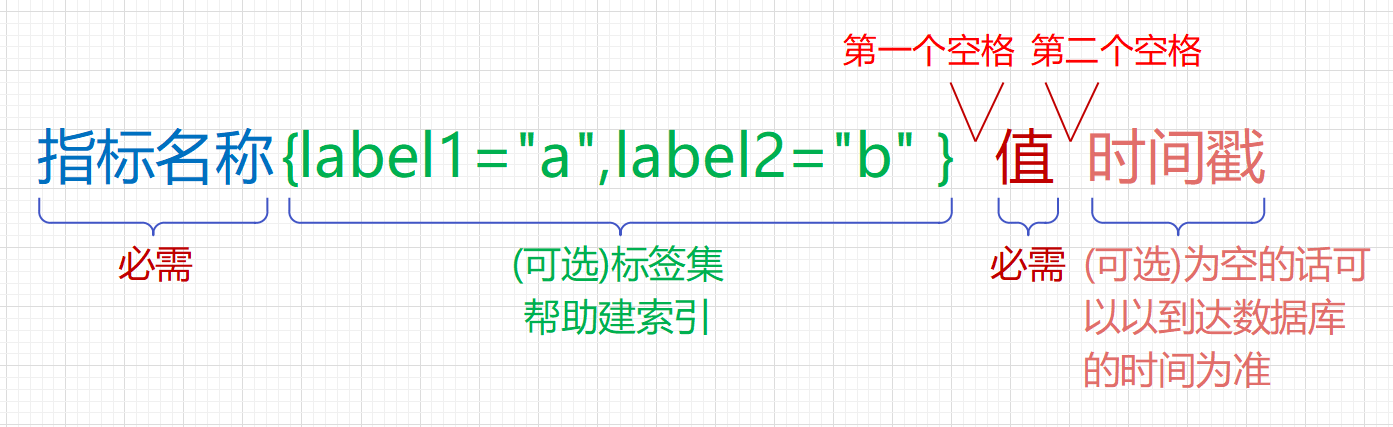 第一个空格 第二个空格
指标名称{label1="a",label2="b" } 值 时间戳
必需 (可选)标签集 必需 (可选)为空的话可
帮助建索引 以以到达数据库
的时间为准